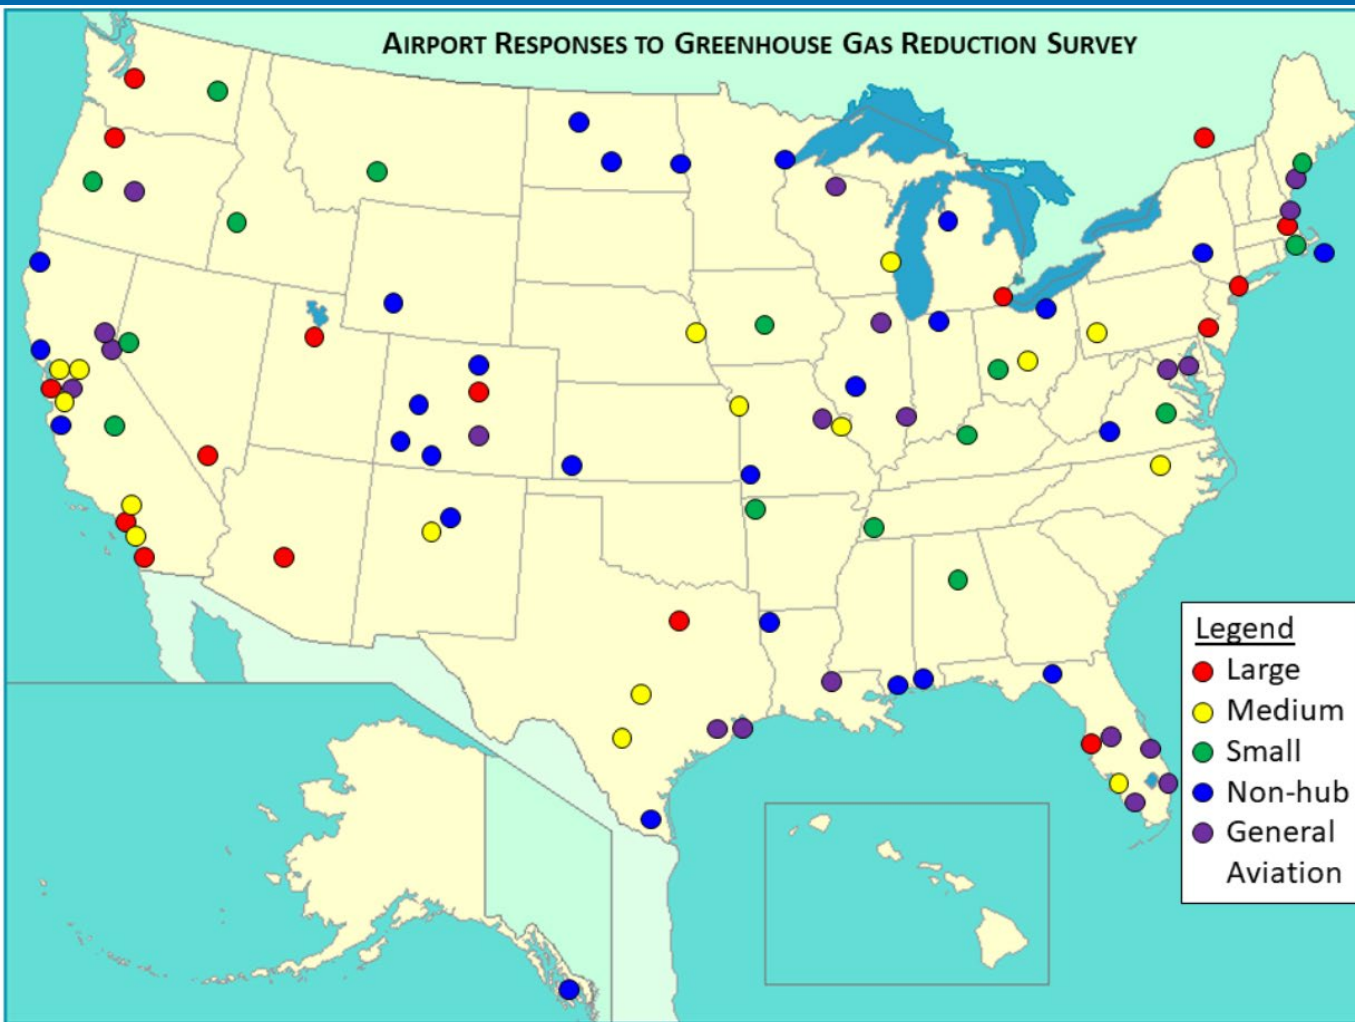 AIRPORT RESPONSES TO GREENHOUSE GAS REDUCTION SURVEY
Legend
Large
Medium
Small
Non-hub
General
Aviation